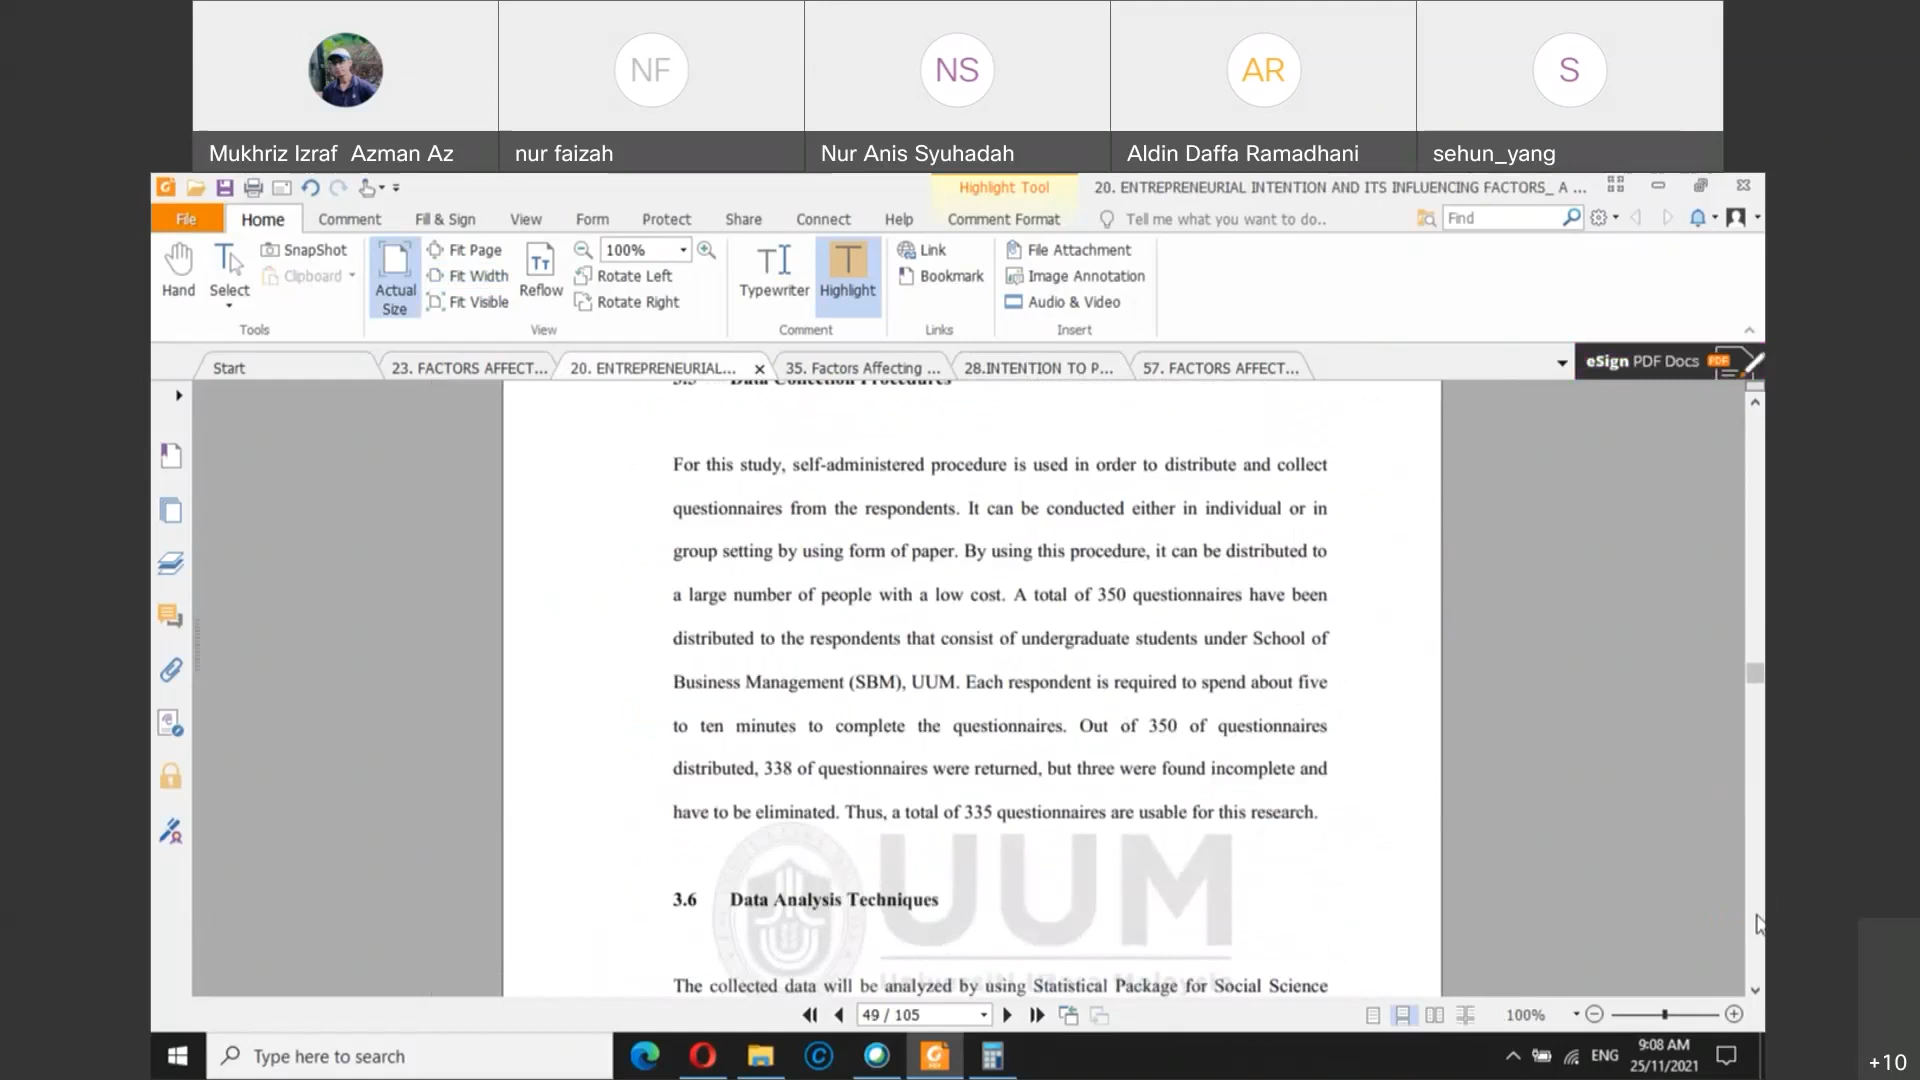 NF
NS
AR
S
Mukhriz Izraf Azman Az
nur faizah
Nur Anis Syuhadah
Aldin Daffa Ramadhani
sehun_yang
Highlight Tool
20. ENTREPRENEURIAL INTENTION AND ITS INFLUENCING FACTORS_ A ...
File
Home
Comment
Fill & Sign
View
Form
Protect
Share
Connect
Help
Comment Format
Tell me what you want to do..
Find
Hand
Select
SnapShot
Clipboard
Tools
Actual
Size
Fit Page
Fit Width
Fit Visible
Reflow
100%
Rotate Left
Rotate Right
View
Typewriter
Highlight
Comment
Link
Bookmark
Links
File Attachment
Image Annotation
Audio & Video
Insert
Start
23. FACTORS AFFECT...
20. ENTREPRENEURIAL...
35. Factors Affecting ...
28.INTENTION TO P...
57. FACTORS AFFECT...
eSign PDF Docs
PDF
3.5 Data Collection Procedures
For this study, self-administered procedure is used in order to distribute and collect
questionnaires from the respondents. It can be conducted either in individual or in
group setting by using form of paper. By using this procedure, it can be distributed to
a large number of people with a low cost. A total of 350 questionnaires have been
distributed to the respondents that consist of undergraduate students under School of
Business Management (SBM), UUM. Each respondent is required to spend about five
to ten minutes to complete the questionnaires. Out of 350 of questionnaires
distributed, 338 of questionnaires were returned, but three were found incomplete and
have to be eliminated. Thus, a total of 335 questionnaires are usable for this research.
UUM
3.6 Data Analysis Techniques
Universiti Utara Malaysia
The collected data will be analyzed by using Statistical Package for Social Science
49 / 105
100%
Type here to search
ENG
9:08 AM
25/11/2021
+10